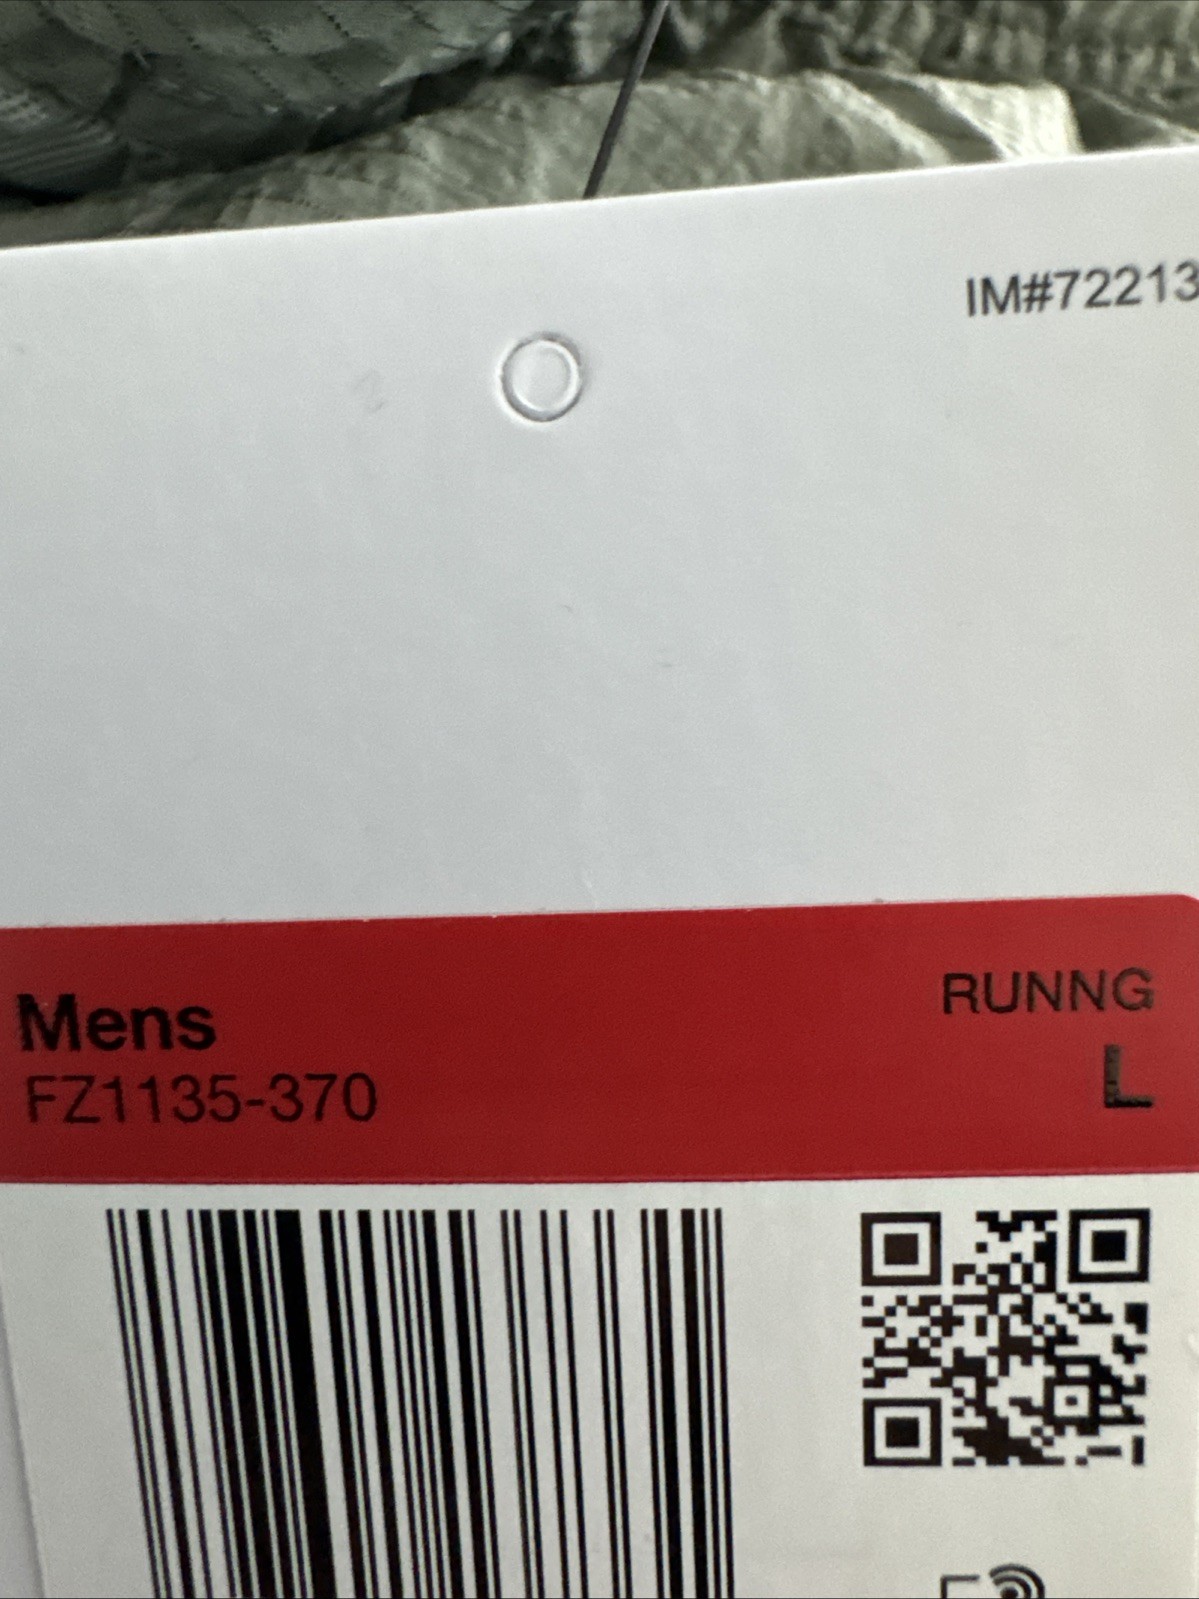 IM#72213
Mens
RUNNG
FZ1135-370
L